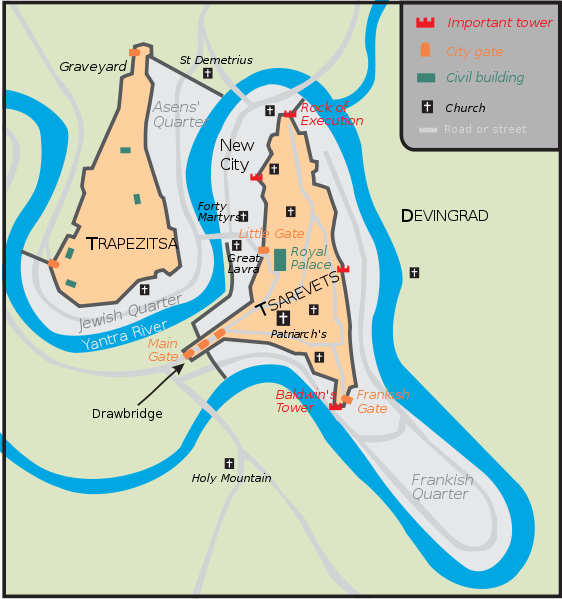 Important tower
City gate
Civil building
Church
Road or street
Graveyard
St Demetrius
Asens'
Quarter
Rock of
Execution
New
City
Forty
Martyrs
Little Gate
Great
Lavra
Royal
Palace
DEVINGRAD
TRAPEZITSA
TSAREVETS
Patriarch's
Jewish Quarter
Yantra River
Main
Gate
Drawbridge
Baldwin's
Tower
Frankish
Gate
Holy Mountain
Frankish
Quarter